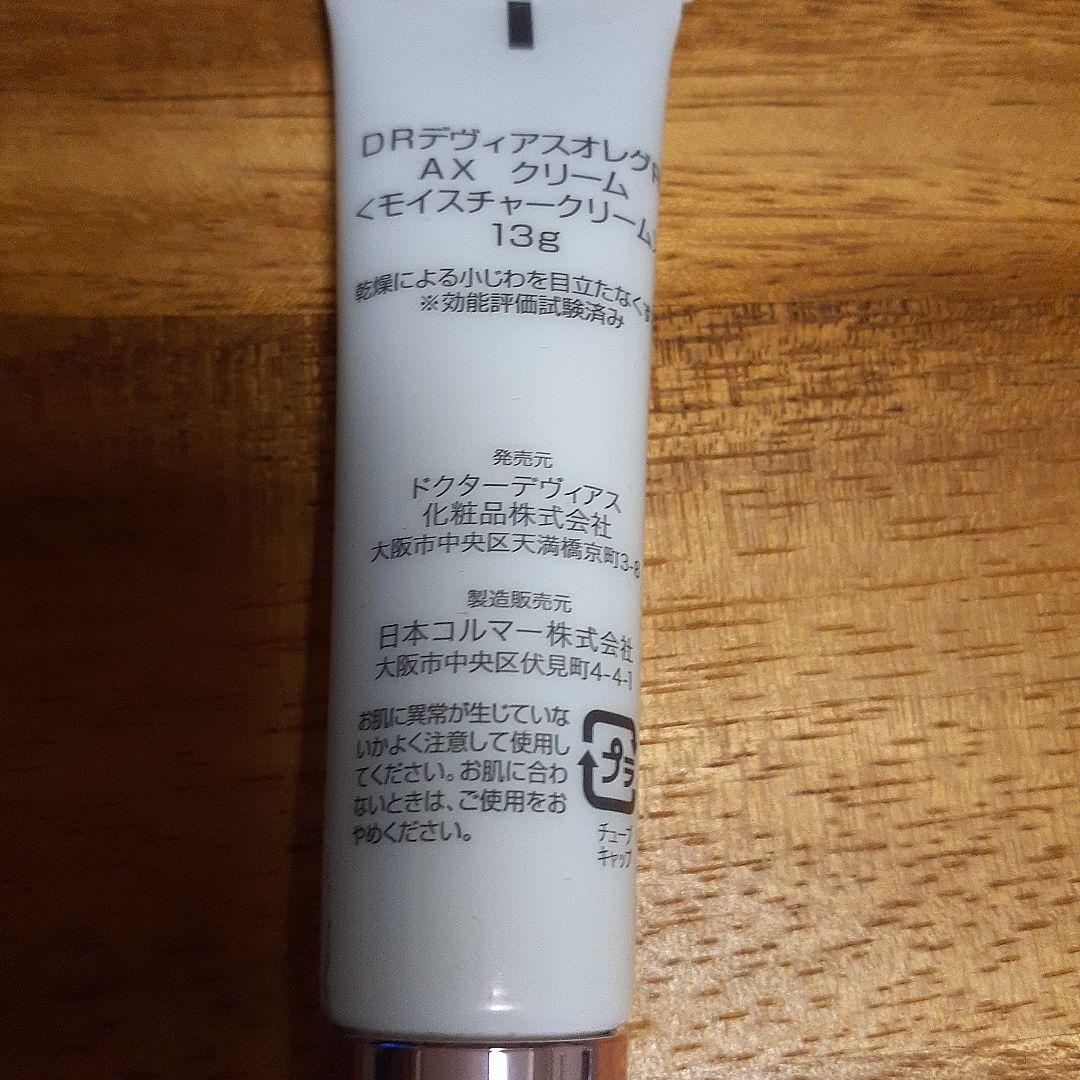 DRデヴィアスオレグF
AX クリーム
<モイスチャークリーム>
13g
乾燥による小じわを目立たなくす
※効能評価試験済み
発売元
ドクターデヴィアス
化粧品株式会社
大阪市中央区天満橋京町3-8
製造販売元
日本コルマー株式会社
大阪市中央区伏見町4-4-1
お肌に異常が生じていな
いかよく注意して使用し
てください。お肌に合わ
ないときは、ご使用をお
やめください。
プラ
チューブ
キャップ